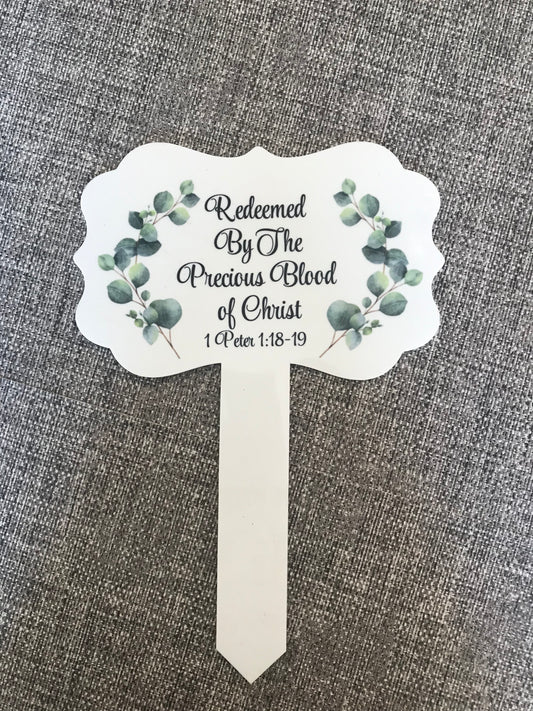 Redeemed
By The
Precious Blood
of Christ
1 Peter 1:18-19